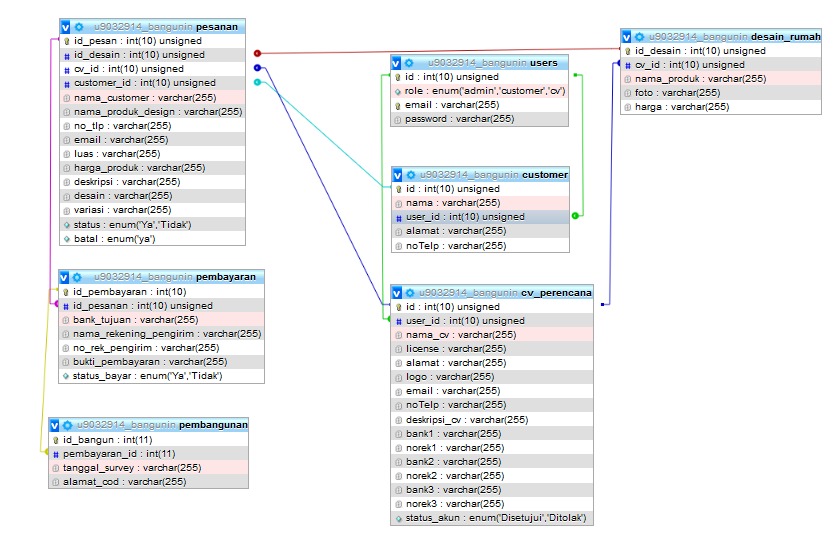 u9032914_bangunin pesanan
id_pesan : int(10) unsigned
id_desain : int(10) unsigned
cv_id : int(10) unsigned
customer_id : int(10) unsigned
nama_customer : varchar(255)
nama_produk_design : varchar(255)
no_tlp : varchar(255)
email : varchar(255)
luas : varchar(255)
harga_produk : varchar(255)
deskripsi : varchar(255)
desain : varchar(255)
variasi : varchar(255)
status : enum('Ya','Tidak')
batal : enum('ya')
u9032914_bangunin pembayaran
id_pembayaran : int(10)
id_pesanan : int(10) unsigned
bank_tujuan : varchar(255)
nama_rekening_pengirim : varchar(255)
no_rek_pengirim : varchar(255)
bukti_pembayaran : varchar(255)
status_bayar : enum('Ya','Tidak')
u9032914_bangunin pembangunan
id_bangun : int(11)
pembayaran_id : int(11)
tanggal_survey : varchar(255)
alamat_cod : varchar(255)
u9032914_bangunin users
id : int(10) unsigned
role : enum('admin','customer','cv')
email : varchar(255)
password : varchar(255)
u9032914_bangunin customer
id : int(10) unsigned
nama : varchar(255)
user_id : int(10) unsigned
alamat : varchar(255)
noTelp : varchar(255)
u9032914_bangunin cv_perencana
id : int(10) unsigned
user_id : int(10) unsigned
nama_cv : varchar(255)
license : varchar(255)
alamat : varchar(255)
logo : varchar(255)
email : varchar(255)
noTelp : varchar(255)
deskripsi_cv : varchar(255)
bank1 : varchar(255)
norek1 : varchar(255)
bank2 : varchar(255)
norek2 : varchar(255)
bank3 : varchar(255)
norek3 : varchar(255)
status_akun : enum('Disetujui','Ditolak')
u9032914_bangunin desain_rumah
id_desain : int(10) unsigned
cv_id : int(10) unsigned
nama_produk : varchar(255)
foto : varchar(255)
harga : varchar(255)